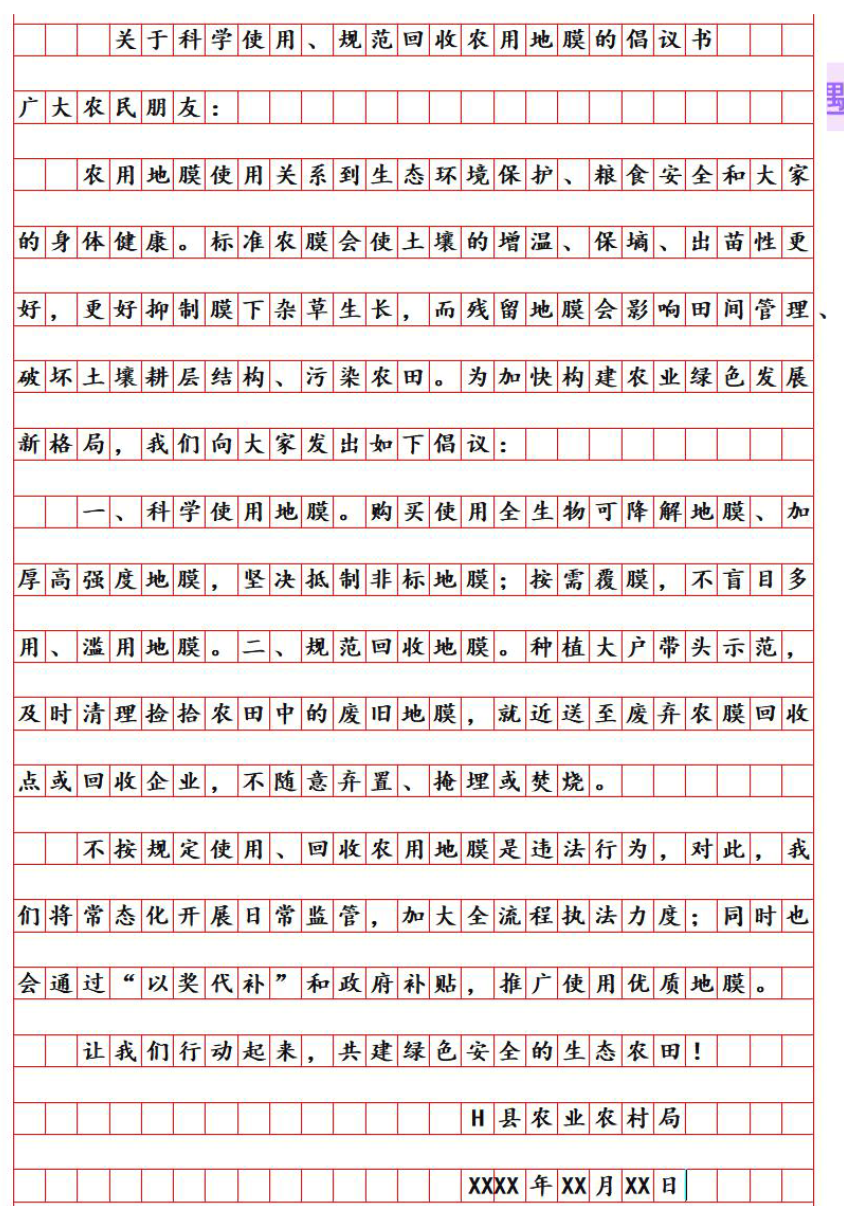 关于科学使用、规范回收农用地膜的倡议书
广大农民朋友：
农用地膜使用关系到生态环境保护、粮食安全和大家
的身体健康。标准农膜会使土壤的增温、保墒、出苗性更
好，更好抑制膜下杂草生长，而残留地膜会影响田间管理、
破坏土壤耕层结构、污染农田。为加快构建农业绿色发展
新格局，我们向大家发出如下倡议：
一、科学使用地膜。购买使用全生物可降解地膜、加
厚高强度地膜，坚决抵制非标地膜；按需覆膜，不盲目多
用、滥用地膜。二、规范回收地膜。种植大户带头示范，
及时清理捡拾农田中的废旧地膜，就近送至废弃农膜回收
点或回收企业，不随意弃置、掩埋或焚烧。
不按规定使用、回收农用地膜是违法行为，对此，我
们将常态化开展日常监管，加大全流程执法力度；同时也
会通过“以奖代补”和政府补贴，推广使用优质地膜。
让我们行动起来，共建绿色安全的生态农田！
H县农业农村局
XXXX年XX月XX日